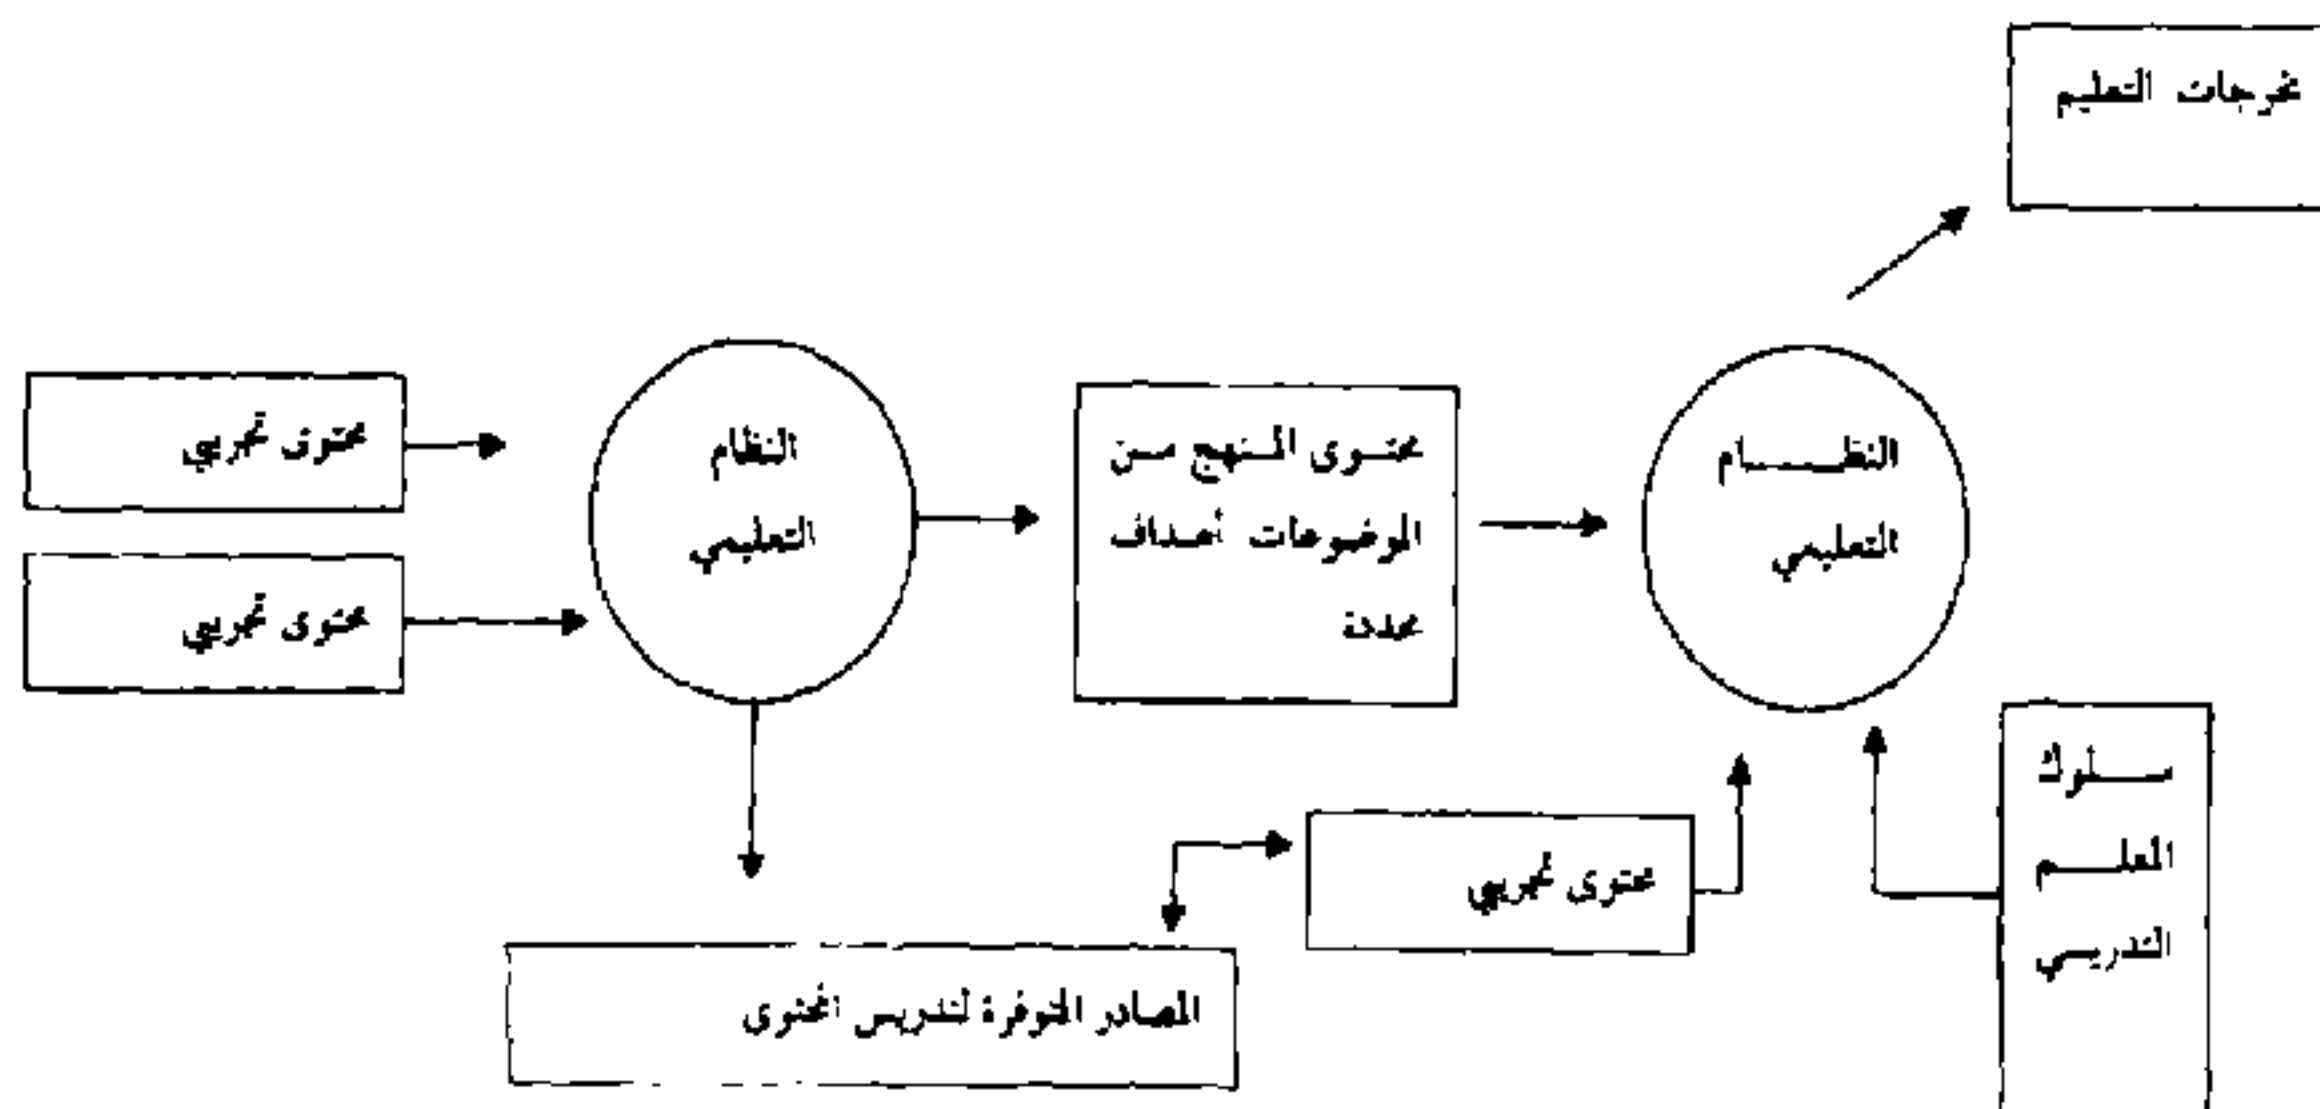 مخرجات التعليم
محتوى تجريبي
محتوى تجريبي
النظام
التعليمي
محتوى المنهج من
الموضوعات أهداف
محددة
النظام
التعليمي
محتوى تجريبي
المصادر المتوفرة لتدريس المحتوى
سلوك
المعلم
التدريسي